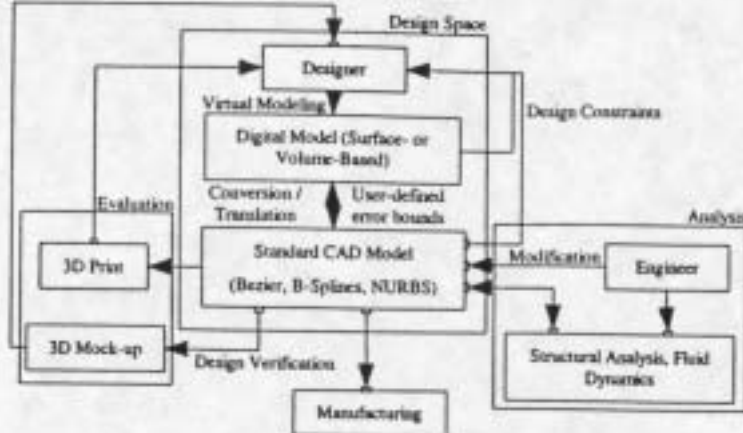 Design Space
Designer
Virtual Modeling
Design Constraints
Digital Model (Surface- or
Volume-Based)
Conversion /
Translation
User-defined
error bounds
Evaluation
Analysis
Standard CAD Model
(Bezier, B-Splines, NURBS)
3D Print
Modification
Engineer
3D Mock-up
Design Verification
Structural Analysis, Fluid
Dynamics
Manufacturing